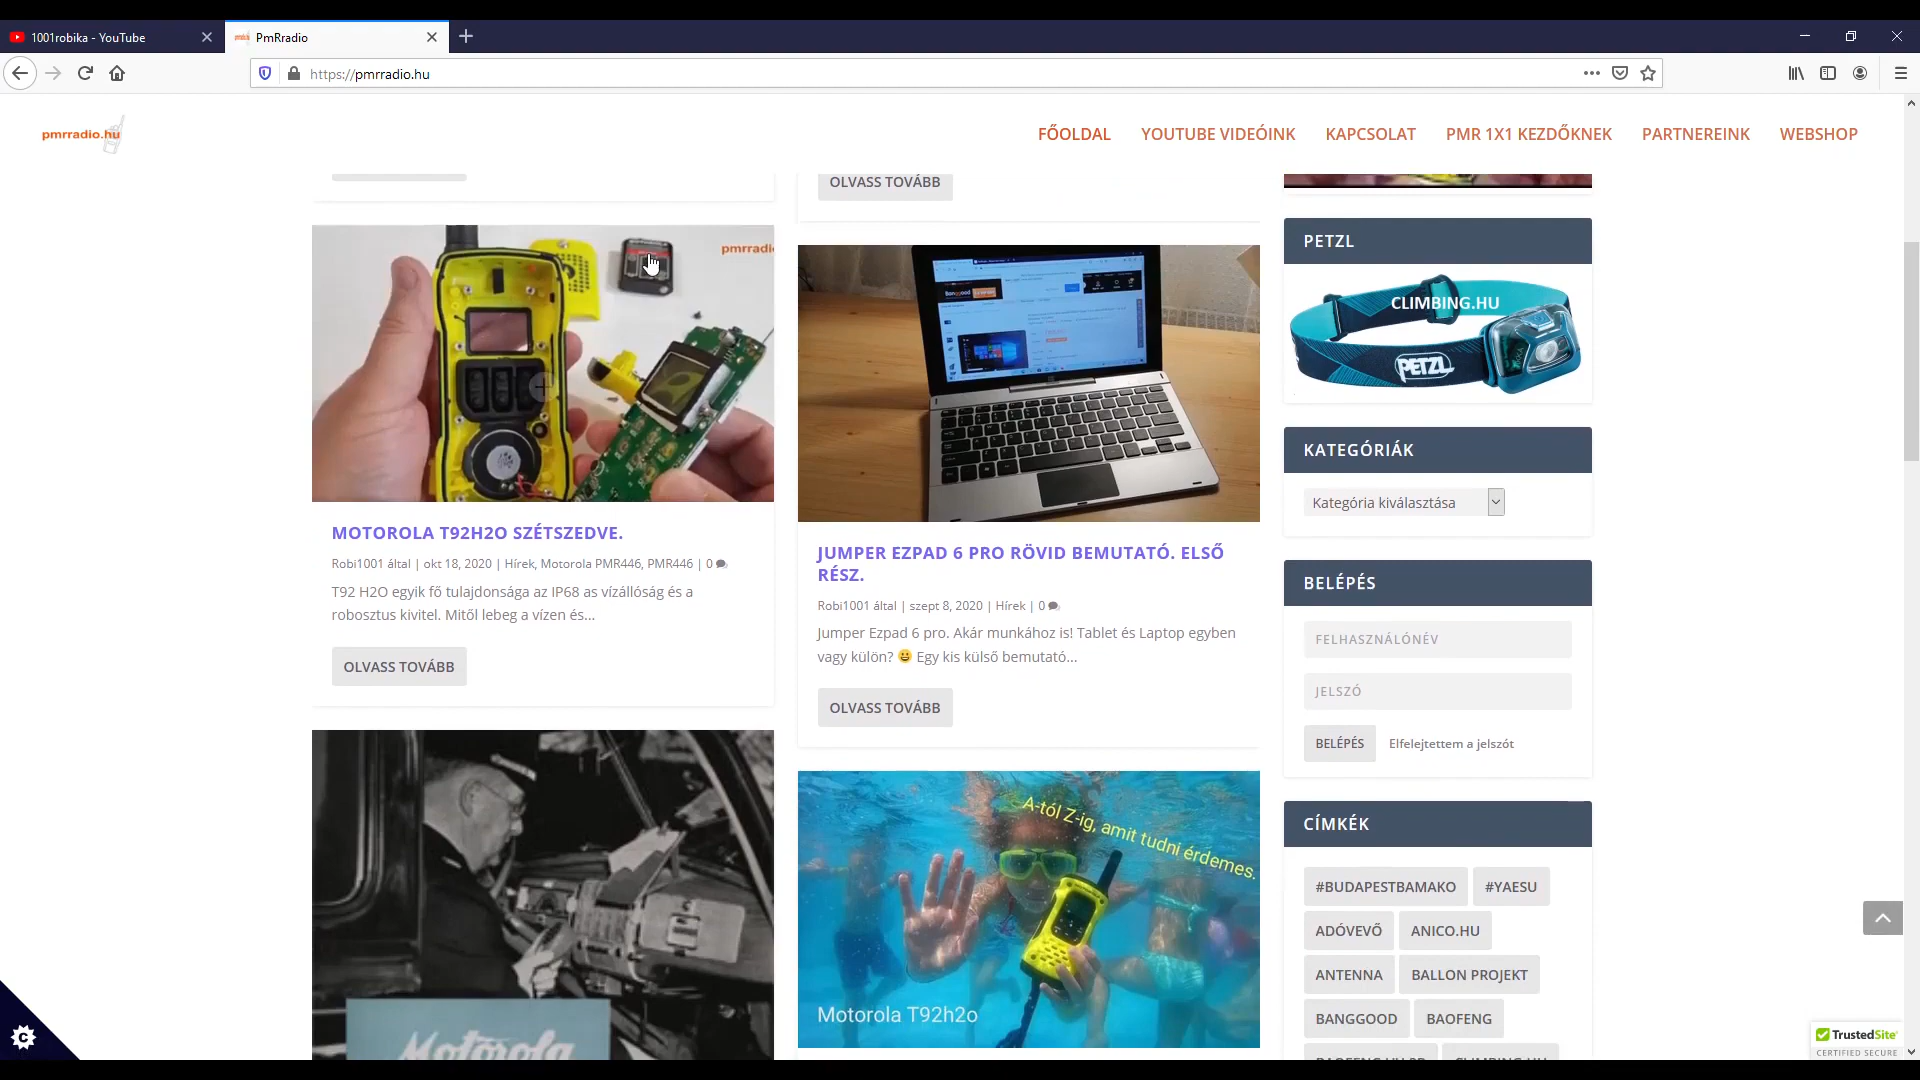 1001robika - YouTube
PmRradio
https://pmrradio.hu
pmrradio.hu
FŐOLDAL
YOUTUBE VIDEÓINK
KAPCSOLAT
PMR 1X1 KEZDŐKNEK
PARTNEREINK
WEBSHOP
OLVASS TOVÁBB
pmrradi
MOTOROLA T92H2O SZÉTSZEDVE.
Robi1001 által | okt 18, 2020 | Hírek, Motorola PMR446, PMR446 | 0
T92 H2O egyik fő tulajdonsága az IP68 as vízállóság és a
robosztus kivitel. Mitől lebeg a vízen és...
OLVASS TOVÁBB
Motorola
Banggood
JUMPER EZPAD 6 PRO RÖVID BEMUTATÓ. ELSŐ
RÉSZ.
Robi1001 által | szept 8, 2020 | Hírek | 0
Jumper Ezpad 6 pro. Akár munkához is! Tablet és Laptop egyben
vagy külön? 😀 Egy kis külső bemutató...
OLVASS TOVÁBB
A-tól Z-ig, amit tudni érdemes.
Motorola T92h2o
PETZL
CLIMBING.HU
PETZL
KATEGÓRIÁK
Kategória kiválasztása
BELÉPÉS
FELHASZNÁLÓNÉV
JELSZÓ
BELÉPÉS
Elfelejtettem a jelszót
CÍMKÉK
#BUDAPESTBAMAKO
#YAESU
ADÓVEVŐ
ANICO.HU
ANTENNA
BALLON PROJEKT
BANGGOOD
BAOFENG
TrustedSite
CERTIFIED SECURE